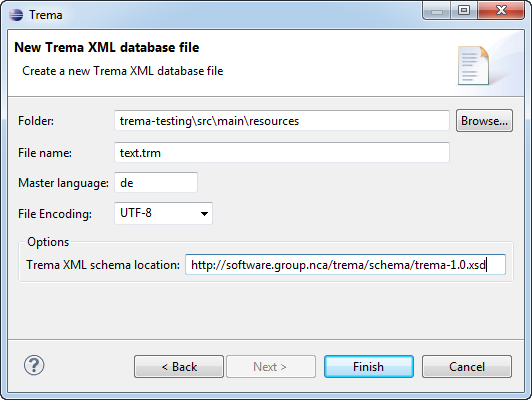 Trema
New Trema XML database file
Create a new Trema XML database file
Folder: trema-testing\src\main\resources Browse...
File name: text.trm
Master language: de
File Encoding: UTF-8
Options
Trema XML schema location: http://software.group.nca/trema/schema/trema-1.0.xsd
? < Back Next > Finish Cancel